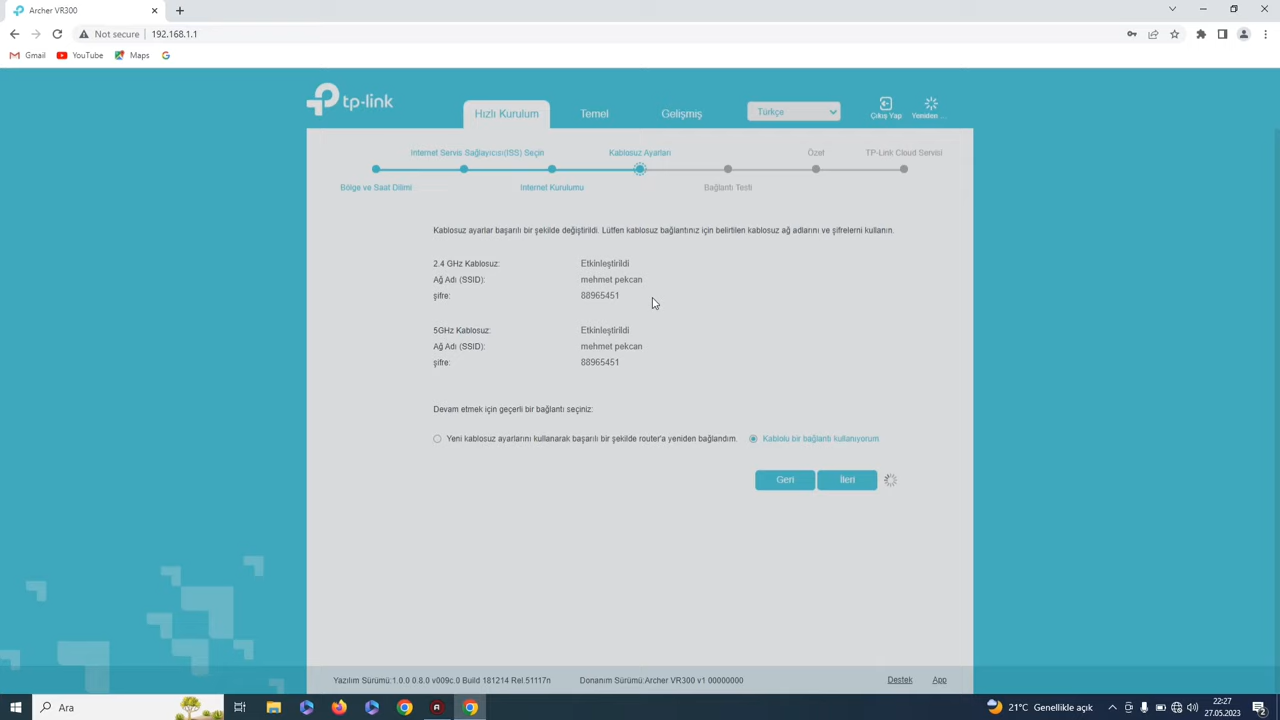 Archer VR300
Not secure
192.168.1.1
Gmail
YouTube
Maps
tp-link
Hızlı Kurulum
Temel
Gelişmiş
Türkçe
Çıkış Yap
Yeniden ...
İnternet Servis Sağlayıcısı(ISS) Seçin
Kablosuz Ayarları
Özet
TP-Link Cloud Servisi
Bölge ve Saat Dilimi
İnternet Kurulumu
Bağlantı Testi
Kablosuz ayarlar başarılı bir şekilde değiştirildi. Lütfen kablosuz bağlantınız için belirtilen kablosuz ağ adlarını ve şifrelerni kullanın.
2.4 GHz Kablosuz: Etkinleştirildi
Ağ Adı (SSID): mehmet pekcan
şifre: 88965451
5GHz Kablosuz: Etkinleştirildi
Ağ Adı (SSID): mehmet pekcan
şifre: 88965451
Devam etmek için geçerli bir bağlantı seçiniz:
Yeni kablosuz ayarlarını kullanarak başarılı bir şekilde router'a yeniden bağlandım. Kablolu bir bağlantı kullanıyorum
Geri
İleri
Yazılım Sürümü:1.0.0 0.8.0 v009c.0 Build 181214 Rel.51117n
Donanım Sürümü:Archer VR300 v1 00000000
Destek
App
Ara
21°C Genellikle açık
22:27
27.05.2023
2